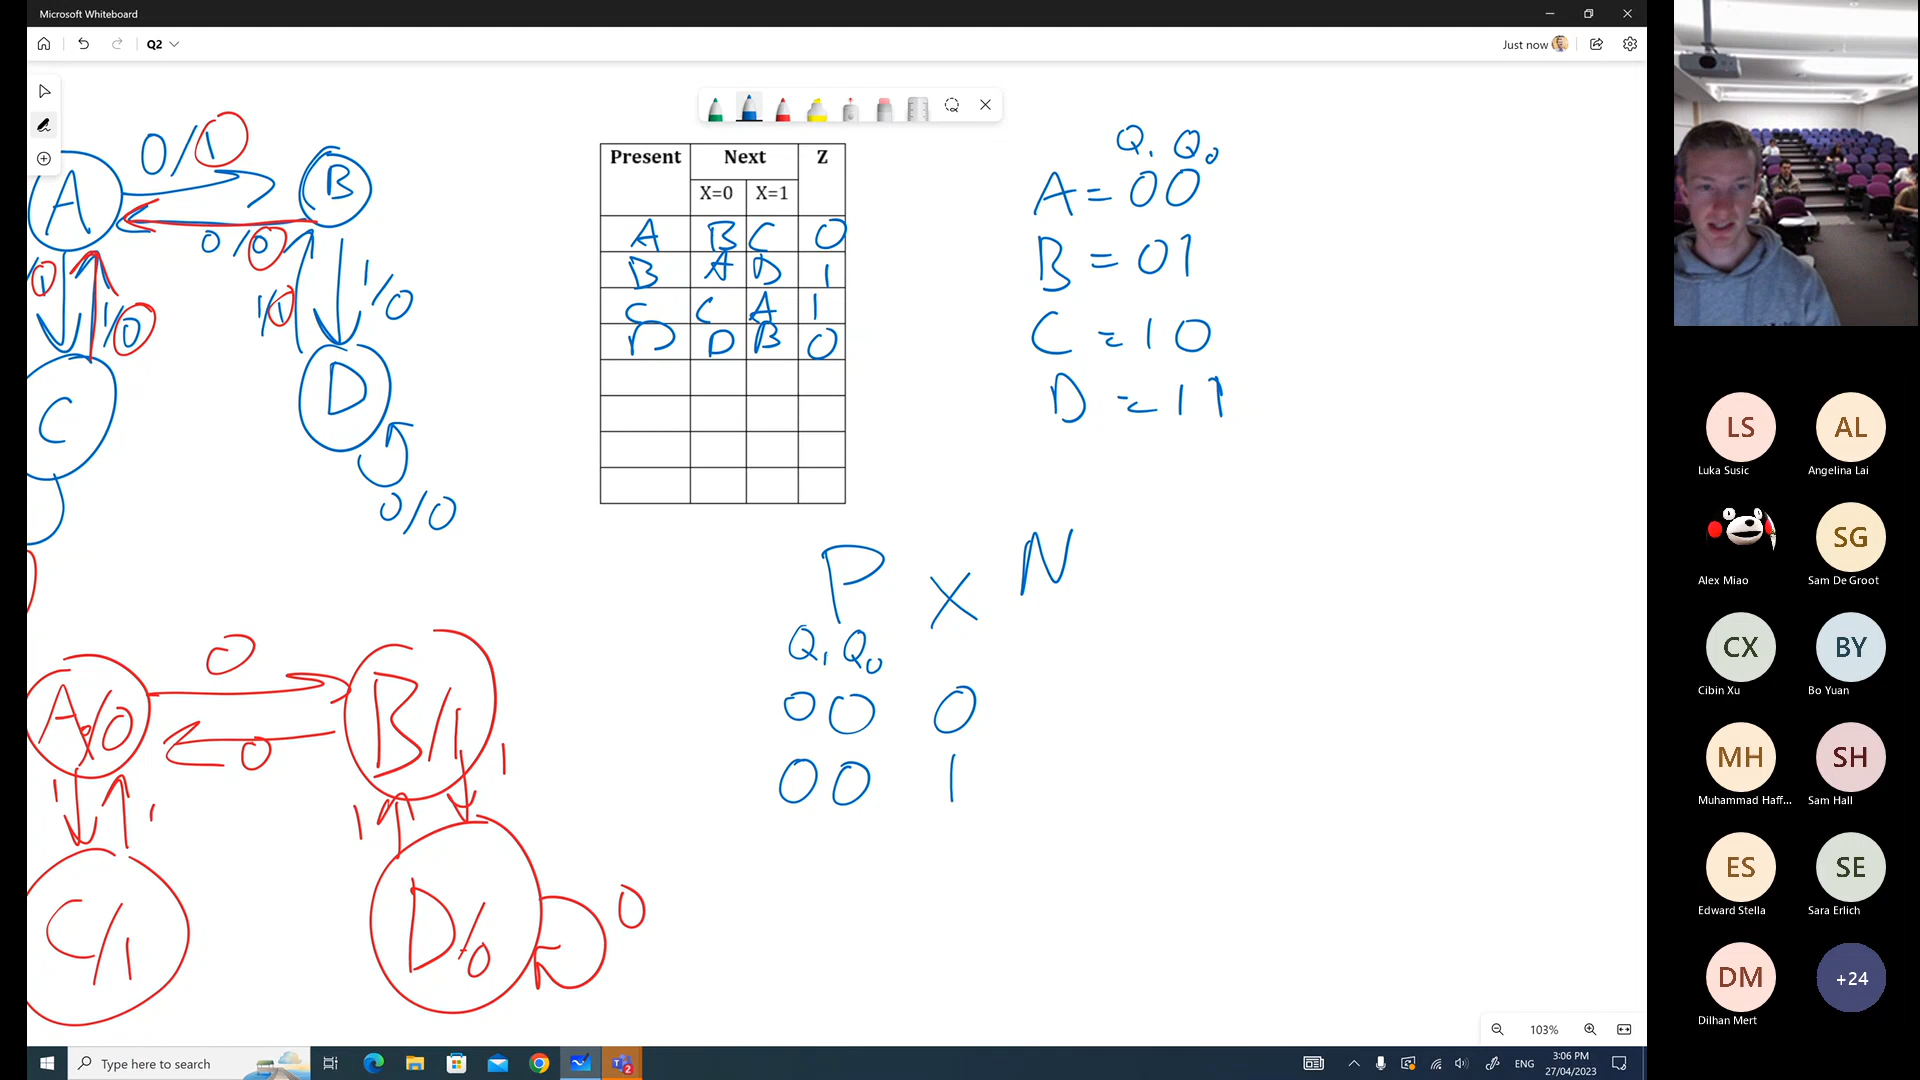 Microsoft Whiteboard
Q2
Just now
0/1
A
B
0/0
1/0
1/1
1/0
C
D
0/0
Present Next Z
X=0 X=1
A B C 0
B A D 1
C C A 1
D D B 0
Q1 Q0
A = 00
B = 01
C = 10
D = 11
P X N
Q1 Q0
00 0
00 1
0
A/0
B/1
0
1
1
1
1
C/1
D/0
0
LS
Luka Susic
AL
Angelina Lai
Alex Miao
SG
Sam De Groot
CX
Cibin Xu
BY
Bo Yuan
MH
Muhammad Haff...
SH
Sam Hall
ES
Edward Stella
SE
Sara Erlich
DM
Dilhan Mert
+24
103%
Type here to search
2
ENG
3:06 PM
27/04/2023